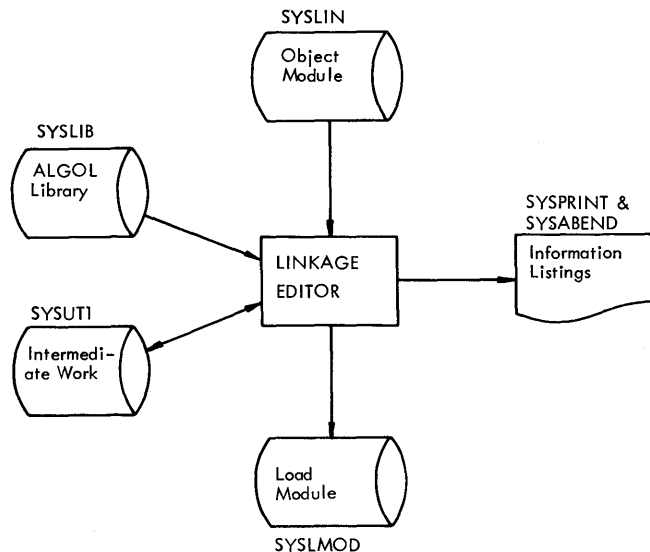 SYSLIN
Object
Module
SYSLIB
ALGOL
Library
SYSPRINT &
SYSABEND
LINKAGE
EDITOR
Information
Listings
SYSUT1
Intermedi-
ate Work
Load
Module
SYSLMOD